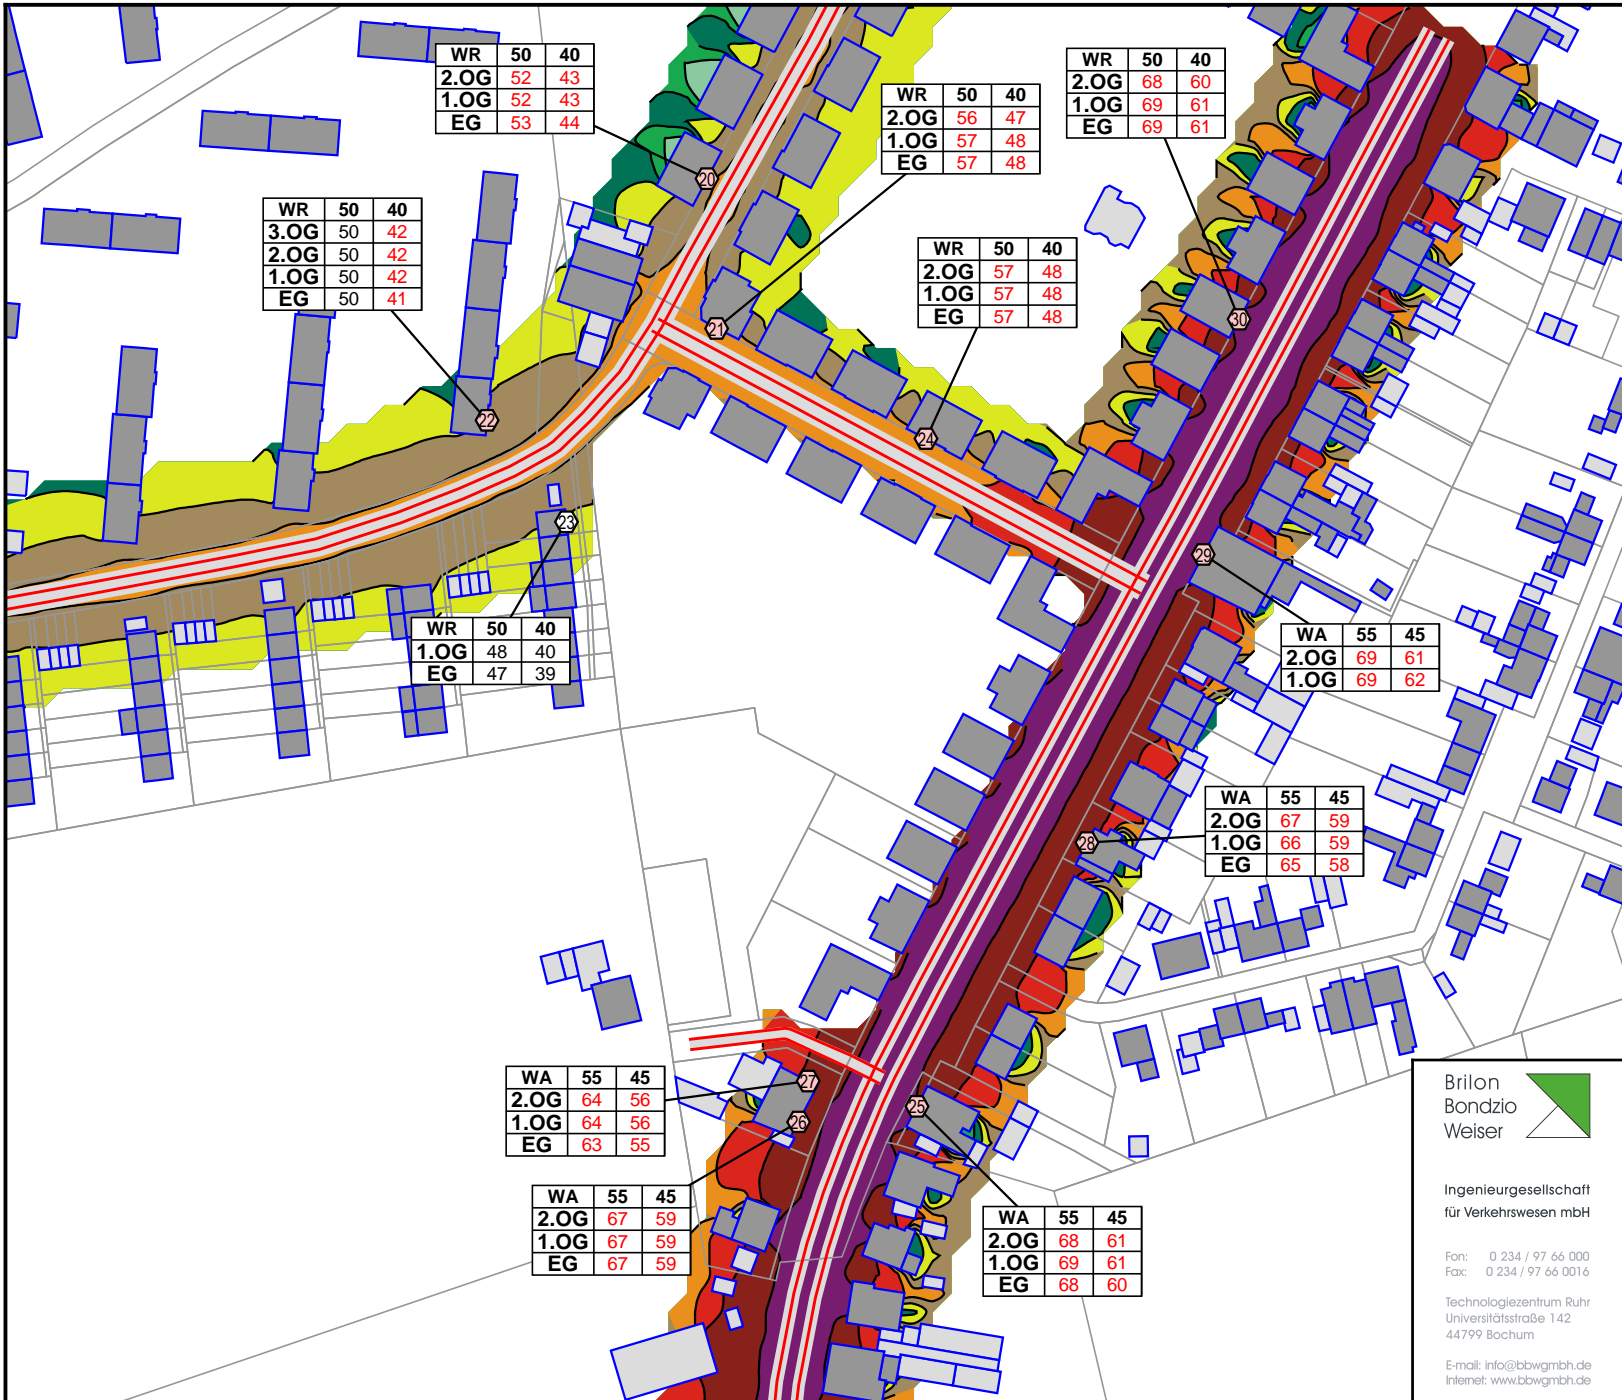 WR 50 40
2.OG 52 43
1.OG 52 43
EG 53 44
WR 50 40
2.OG 56 47
1.OG 57 48
EG 57 48
WR 50 40
2.OG 68 60
1.OG 69 61
EG 69 61
20
WR 50 40
3.OG 50 42
2.OG 50 42
1.OG 50 42
EG 50 41
WR 50 40
2.OG 57 48
1.OG 57 48
EG 57 48
21
30
22
24
23
29
WR 50 40
1.OG 48 40
EG 47 39
WA 55 45
2.OG 69 61
1.OG 69 62
WA 55 45
2.OG 67 59
1.OG 66 59
EG 65 58
28
WA 55 45
2.OG 64 56
1.OG 64 56
EG 63 55
27
26
25
WA 55 45
2.OG 67 59
1.OG 67 59
EG 67 59
WA 55 45
2.OG 68 61
1.OG 69 61
EG 68 60
Brilon
Bondzio
Weiser
Ingenieurgesellschaft
für Verkehrswesen mbH
Fon: 0 234 / 97 66 000
Fax: 0 234 / 97 66 0016
Technologiezentrum Ruhr
Universitätsstraße 142
44799 Bochum
E-mail: info@bbwgmbh.de
Internet: www.bbwgmbh.de